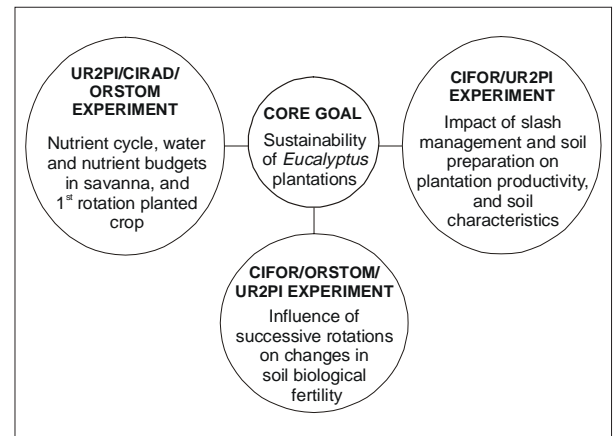 UR2PI/CIRAD/
ORSTOM
EXPERIMENT
Nutrient cycle, water
and nutrient budgets
in savanna, and
1st rotation planted
crop
CORE GOAL
Sustainability
of Eucalyptus
plantations
CIFOR/UR2PI
EXPERIMENT
Impact of slash
management and soil
preparation on
plantation productivity,
and soil
characteristics
CIFOR/ORSTOM/
UR2PI EXPERIMENT
Influence of
successive rotations
on changes in
soil biological
fertility